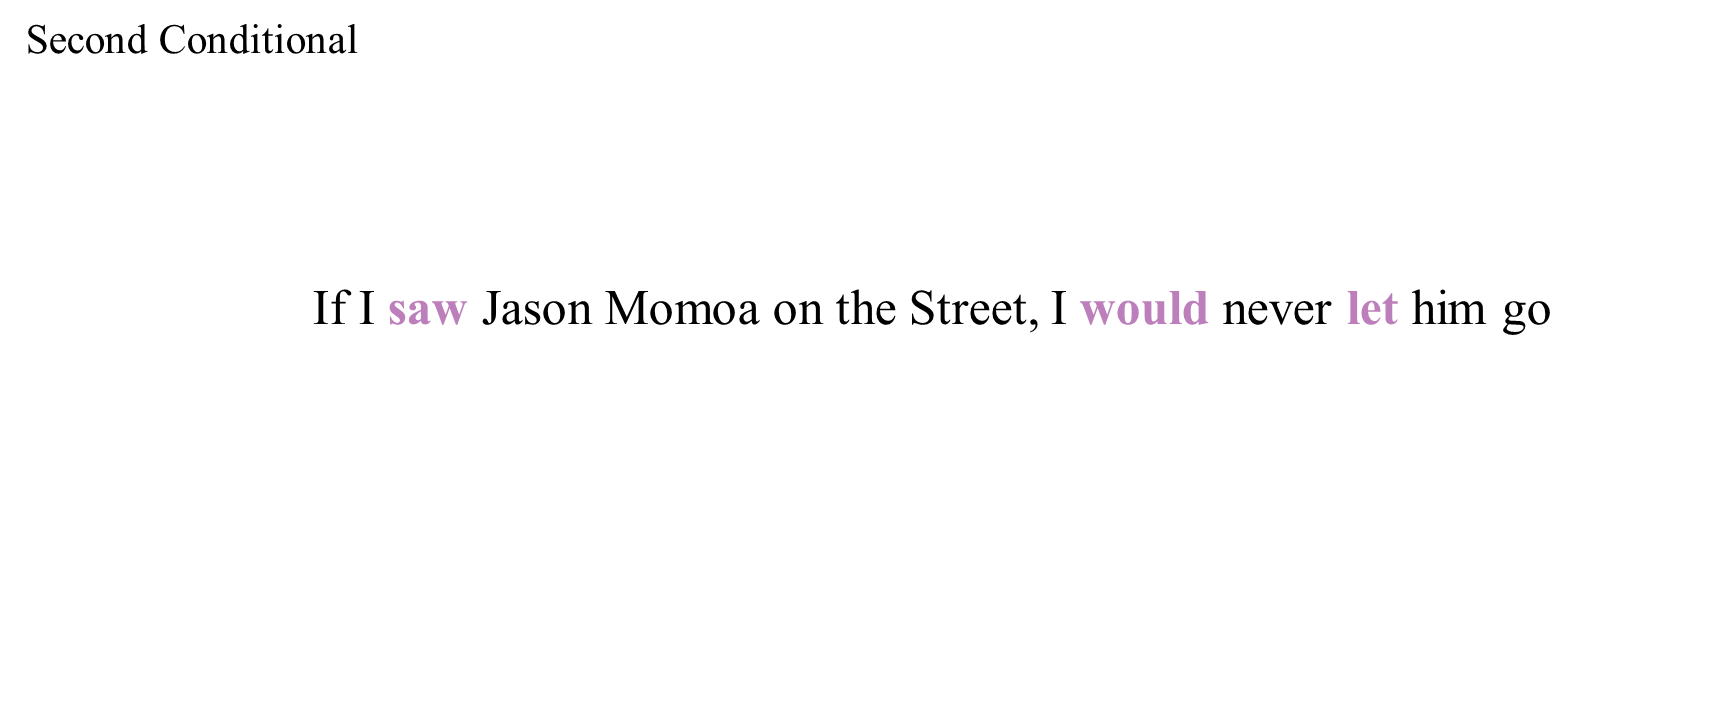 Second Conditional
If I saw Jason Momoa on the Street, I would never let him go